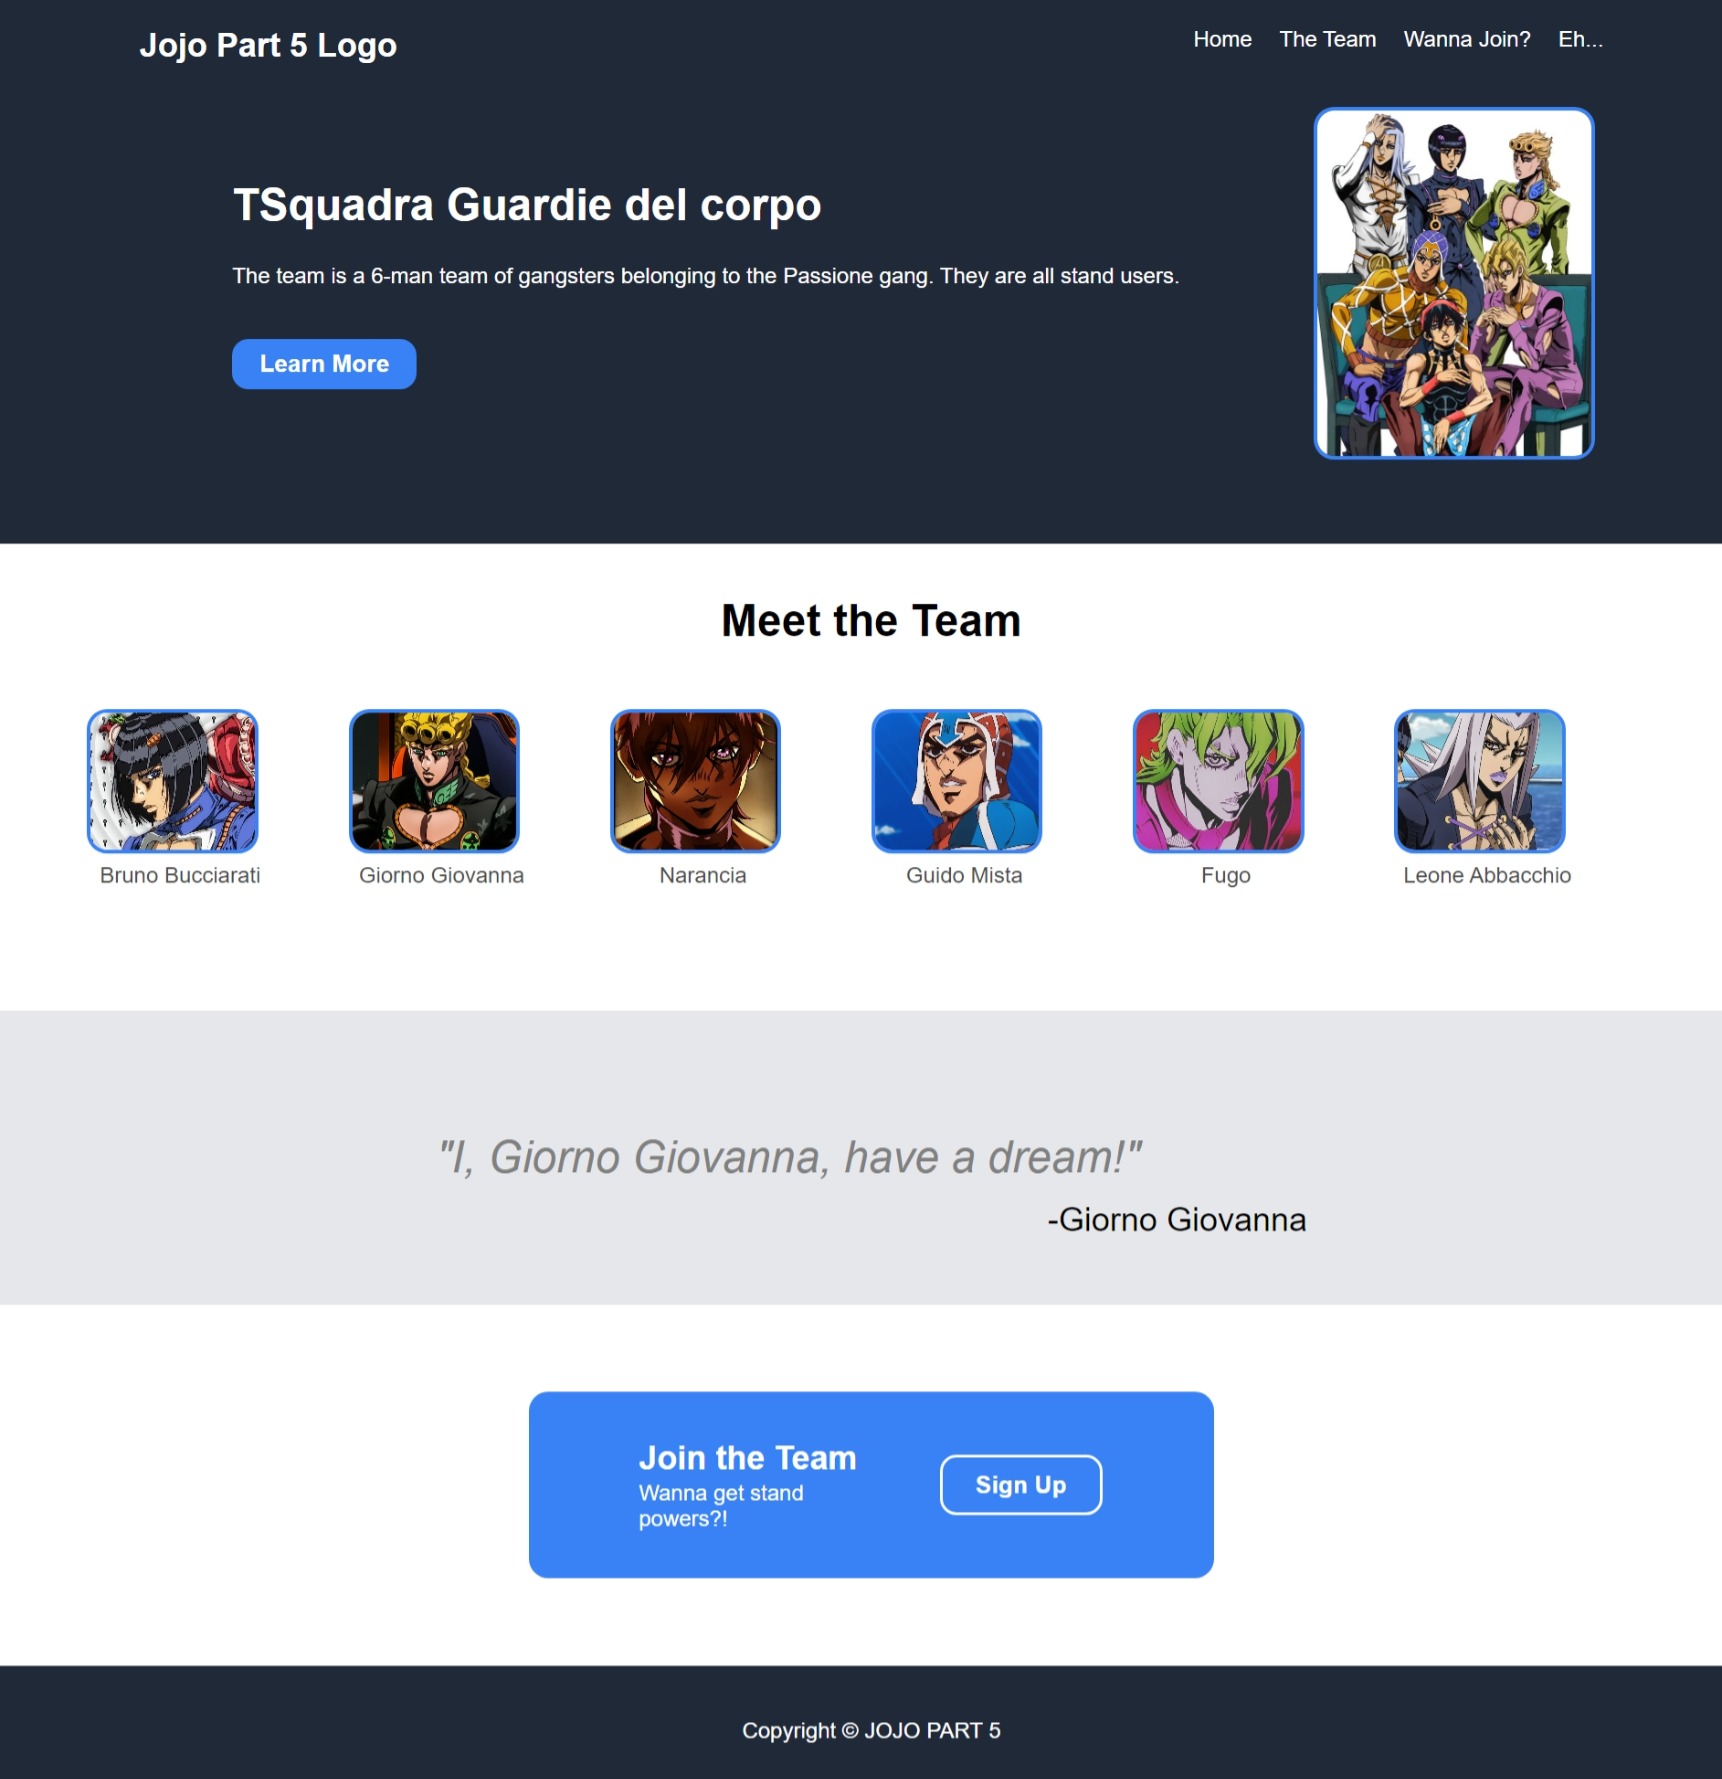 Jojo Part 5 Logo
Home The Team Wanna Join? Eh...
TSquadra Guardie del corpo
The team is a 6-man team of gangsters belonging to the Passione gang. They are all stand users.
Learn More
Meet the Team
Bruno Bucciarati
Giorno Giovanna
Narancia
Guido Mista
Fugo
Leone Abbacchio
"I, Giorno Giovanna, have a dream!"
-Giorno Giovanna
Join the Team
Wanna get stand
powers?!
Sign Up
Copyright © JOJO PART 5